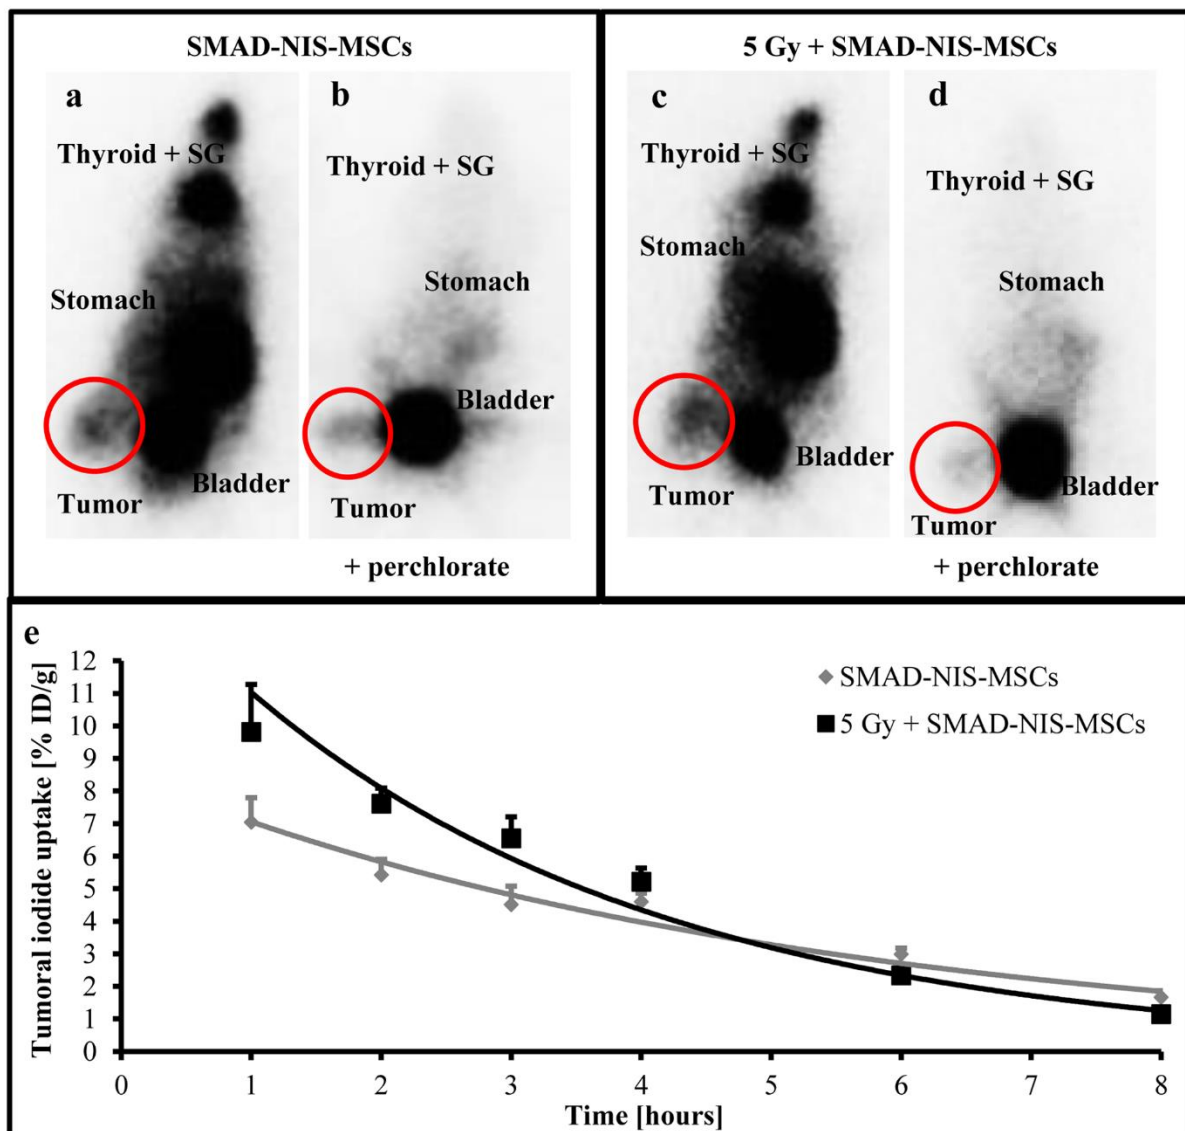 SMAD-NIS-MSCs
a
b
Thyroid + SG
Thyroid + SG
Stomach
Stomach
Bladder
Bladder
Tumor
Tumor
+ perchlorate
5 Gy + SMAD-NIS-MSCs
c
d
Thyroid + SG
Thyroid + SG
Stomach
Stomach
Bladder
Bladder
Tumor
Tumor
+ perchlorate
e
Tumoral iodide uptake [% ID/g]
12
11
10
9
8
7
6
5
4
3
2
1
0
SMAD-NIS-MSCs
5 Gy + SMAD-NIS-MSCs
0 1 2 3 4 5 6 7 8
Time [hours]